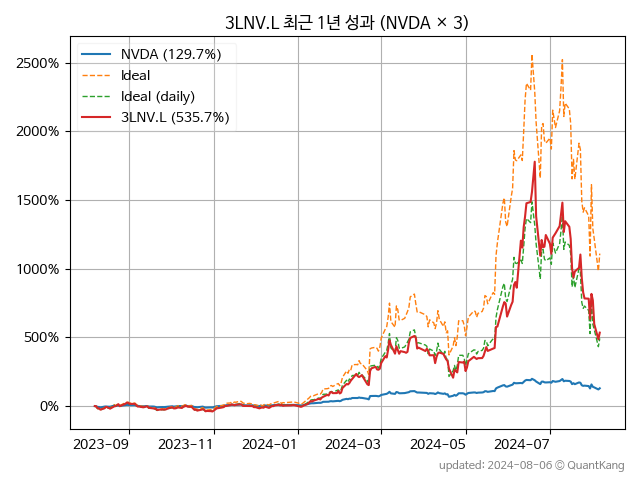 3LNV.L 최근 1년 성과 (NVDA × 3)
NVDA (129.7%)
Ideal
Ideal (daily)
3LNV.L (535.7%)
2500%
2000%
1500%
1000%
500%
0%
2023-09 2023-11 2024-01 2024-03 2024-05 2024-07
updated: 2024-08-06 © QuantKang